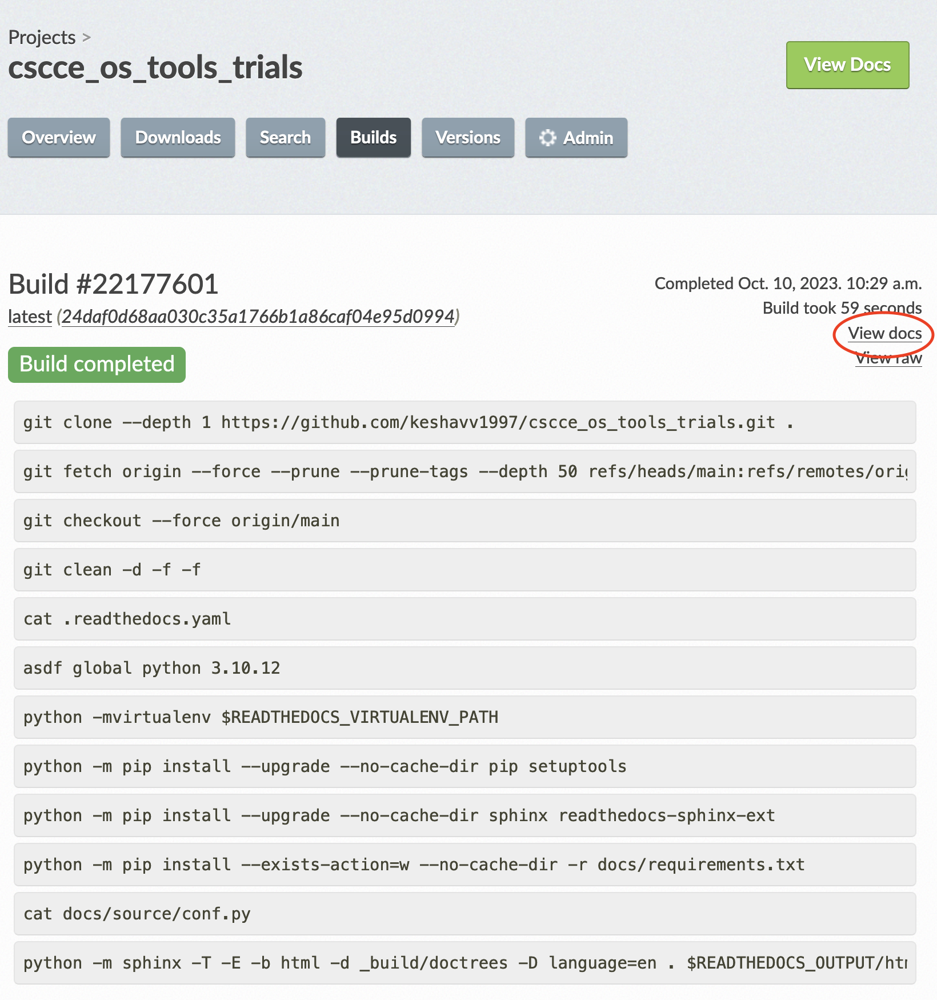 Projects >
cscce_os_tools_trials
View Docs
Overview
Downloads
Search
Builds
Versions
Admin
Build #22177601
latest (24daf0d68aa030c35a1766b1a86caf04e95d0994)
Completed Oct. 10, 2023. 10:29 a.m.
Build took 59 seconds
View docs
View raw
Build completed
git clone --depth 1 https://github.com/keshavv1997/cscce_os_tools_trials.git .
git fetch origin --force --prune --prune-tags --depth 50 refs/heads/main:refs/remotes/orig
git checkout --force origin/main
git clean -d -f -f
cat .readthedocs.yaml
asdf global python 3.10.12
python -mvirtualenv $READTHEDOCS_VIRTUALENV_PATH
python -m pip install --upgrade --no-cache-dir pip setuptools
python -m pip install --upgrade --no-cache-dir sphinx readthedocs-sphinx-ext
python -m pip install --exists-action=w --no-cache-dir -r docs/requirements.txt
cat docs/source/conf.py
python -m sphinx -T -E -b html -d _build/doctrees -D language=en . $READTHEDOCS_OUTPUT/htm